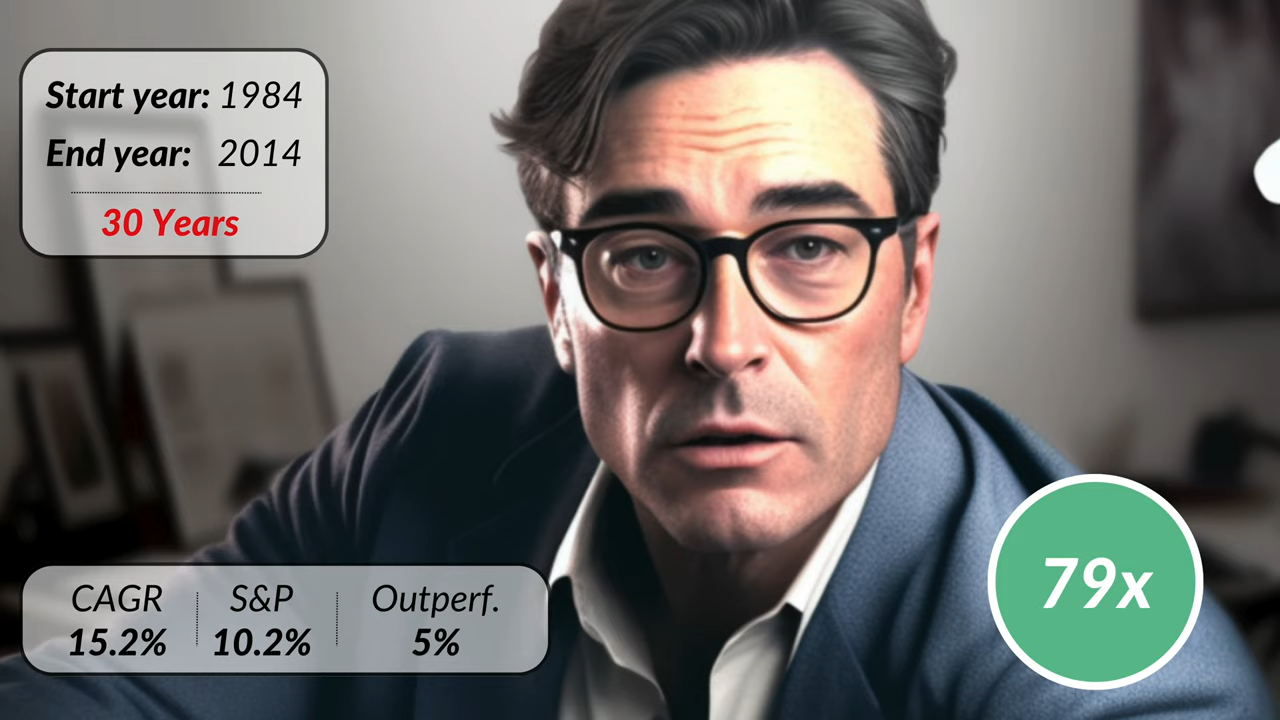 Start year: 1984
End year: 2014
30 Years
CAGR S&P Outperf.
15.2% 10.2% 5%
79x